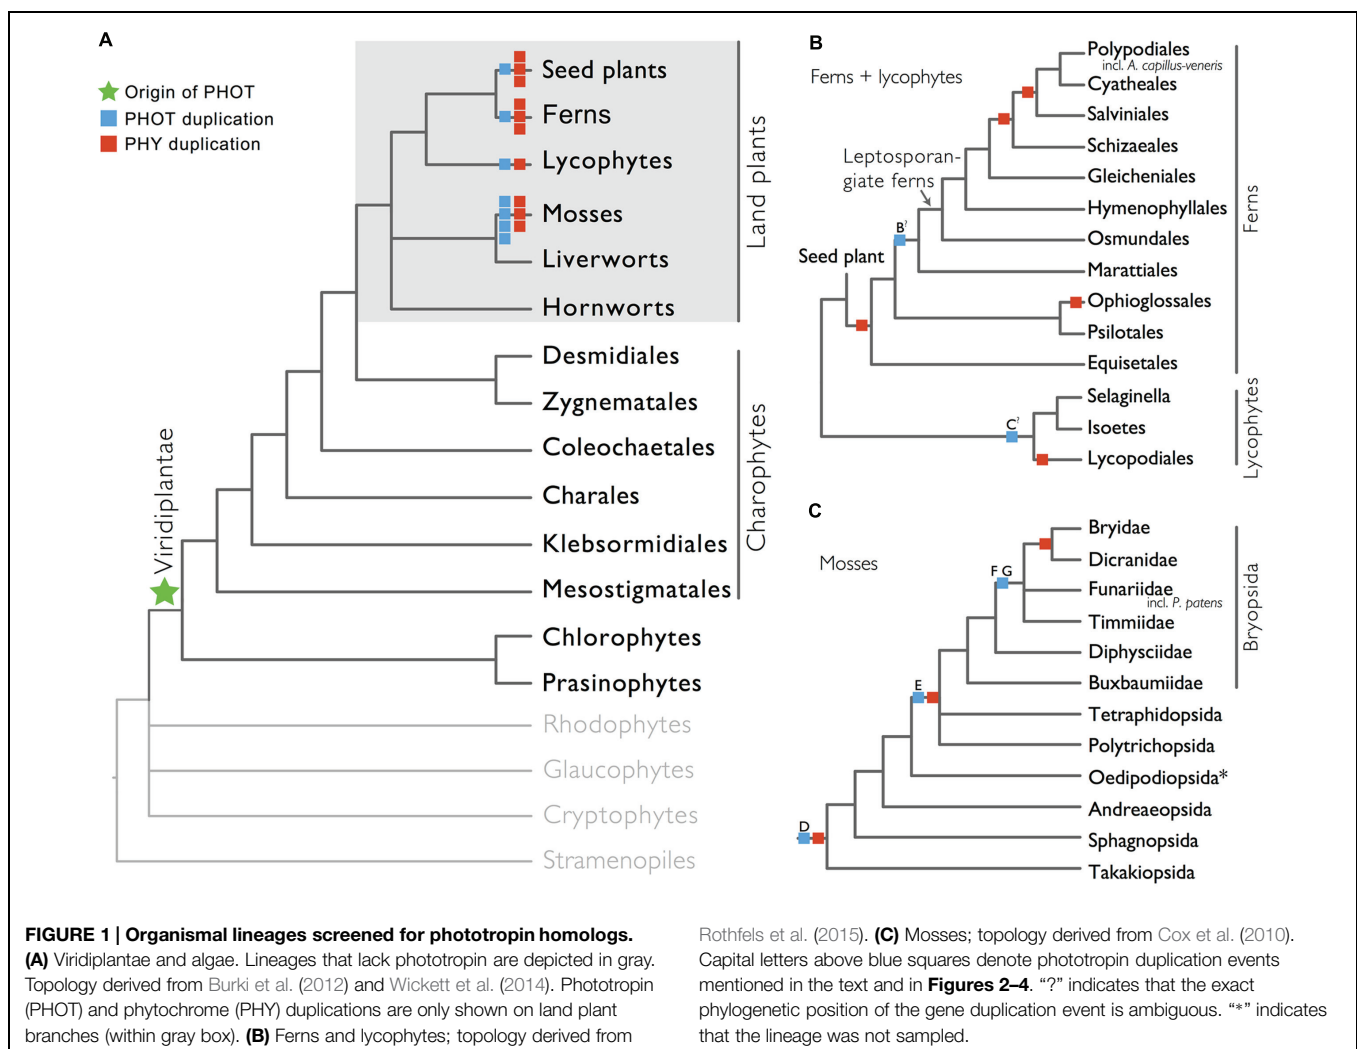 A
Origin of PHOT
PHOT duplication
PHY duplication
Seed plants
Ferns
Lycophytes
Mosses
Liverworts
Hornworts
Land plants
Desmidiales
Zygnematales
Coleochaetales
Charales
Klebsormidiales
Mesostigmatales
Charophytes
Viridiplantae
Chlorophytes
Prasinophytes
Rhodophytes
Glaucophytes
Cryptophytes
Stramenopiles
B
Ferns + lycophytes
Polypodiales
incl. A. capillus-veneris
Cyatheales
Salviniales
Schizaeales
Leptosporan-
giate ferns
Gleicheniales
Hymenophyllales
B?
Osmundales
Seed plant
Marattiales
Ophioglossales
Psilotales
Equisetales
Ferns
Selaginella
C?
Isoetes
Lycopodiales
Lycophytes
C
Mosses
Bryidae
Dicranidae
F G
Funariidae
incl. P. patens
Timmiidae
Diphysciidae
Buxbaumiidae
Bryopsida
E
Tetraphidopsida
Polytrichopsida
Oedipodiopsida*
Andreaeopsida
D
Sphagnopsida
Takakiopsida
FIGURE 1 | Organismal lineages screened for phototropin homologs.
(A) Viridiplantae and algae. Lineages that lack phototropin are depicted in gray.
Topology derived from Burki et al. (2012) and Wickett et al. (2014). Phototropin
(PHOT) and phytochrome (PHY) duplications are only shown on land plant
branches (within gray box). (B) Ferns and lycophytes; topology derived from
Rothfels et al. (2015). (C) Mosses; topology derived from Cox et al. (2010).
Capital letters above blue squares denote phototropin duplication events
mentioned in the text and in Figures 2–4. “?” indicates that the exact
phylogenetic position of the gene duplication event is ambiguous. “*” indicates
that the lineage was not sampled.